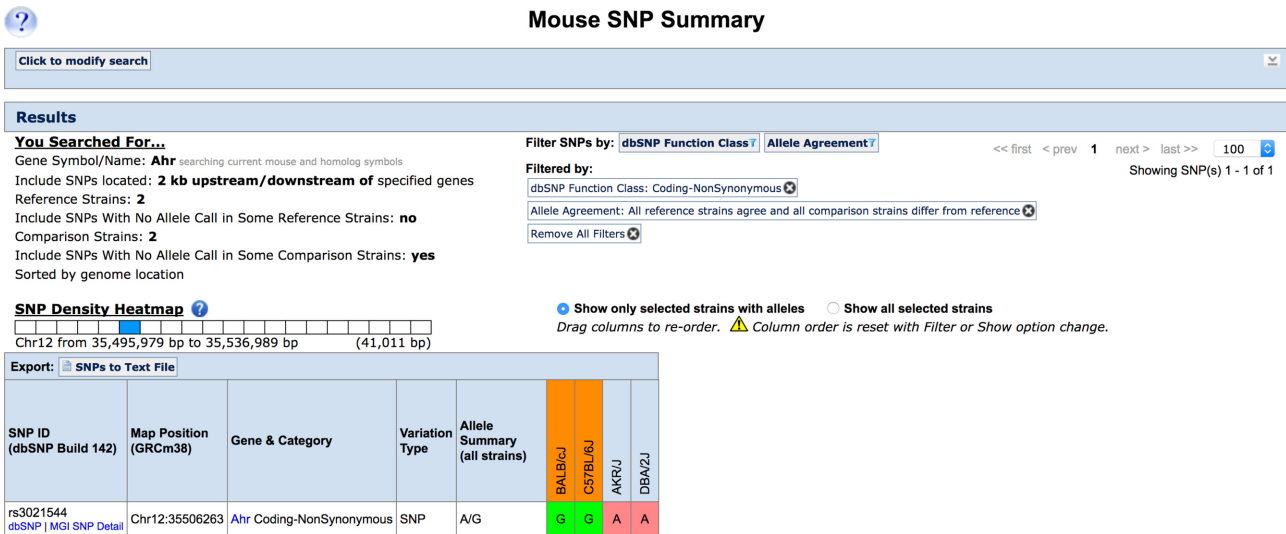 Mouse SNP Summary
Click to modify search
Results
You Searched For...
Gene Symbol/Name: Ahr searching current mouse and homolog symbols
Include SNPs located: 2 kb upstream/downstream of specified genes
Reference Strains: 2
Include SNPs With No Allele Call in Some Reference Strains: no
Comparison Strains: 2
Include SNPs With No Allele Call in Some Comparison Strains: yes
Sorted by genome location
Filter SNPs by: dbSNP Function Class Allele Agreement
Filtered by:
dbSNP Function Class: Coding-NonSynonymous
Allele Agreement: All reference strains agree and all comparison strains differ from reference
Remove All Filters
<< first < prev 1 next > last >> 100
Showing SNP(s) 1 - 1 of 1
SNP Density Heatmap ?
Chr12 from 35,495,979 bp to 35,536,989 bp (41,011 bp)
Show only selected strains with alleles Show all selected strains
Drag columns to re-order. Column order is reset with Filter or Show option change.
Export: SNPs to Text File
SNP ID
(dbSNP Build 142)
Map Position
(GRCm38)
Gene & Category
Variation
Type
Allele
Summary
(all strains)
BALB/cJ
C57BL/6J
AKR/J
DBA/2J
rs3021544
dbSNP | MGI SNP Detail
Chr12:35506263 Ahr Coding-NonSynonymous SNP A/G G G A A